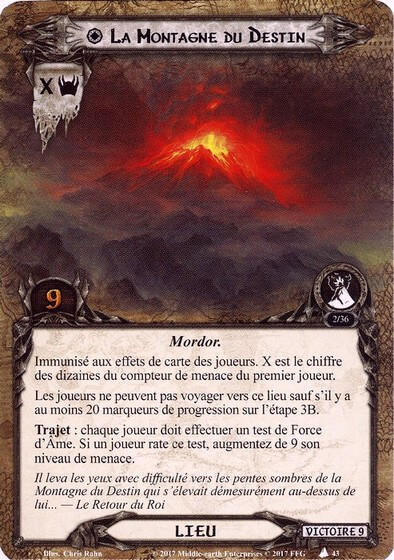 La Montagne du Destin
X
9
2/36
Mordor.
Immunisé aux effets de carte des joueurs. X est le chiffre
des dizaines du compteur de menace du premier joueur.
Les joueurs ne peuvent pas voyager vers ce lieu sauf s'il y a
au moins 20 marqueurs de progression sur l'étape 3B.
Trajet : chaque joueur doit effectuer un test de Force
d'Âme. Si un joueur rate ce test, augmentez de 9 son
niveau de menace.
Il leva les yeux avec difficulté vers les pentes sombres de la
Montagne du Destin qui s'élevait démesurément au-dessus de
lui... — Le Retour du Roi
LIEU
VICTOIRE 9
Illus. Chris Rahn
© 2017 Middle-earth Enterprises © 2017 FFG
43